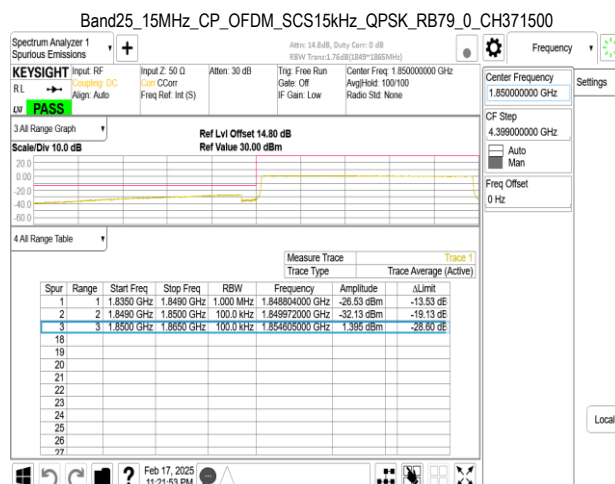 Band25_15MHz_CP_OFDM_SCS15kHz_QPSK_RB79_0_CH371500
Spectrum Analyzer 1
Spurious Emissions
+
Attn: 14.8dB, Duty Corr: 0 dB
RBW Trans:1.76dB(1849~1865MHz)
Frequency
Settings
KEYSIGHT
RL
PASS
Input: RF
Coupling: DC
Align: Auto
Input Z: 50 Ω
Corr CCorr
Freq Ref: Int (S)
Atten: 30 dB
Trig: Free Run
Gate: Off
IF Gain: Low
Center Freq: 1.850000000 GHz
Avg|Hold: 100/100
Radio Std: None
Center Frequency
1.850000000 GHz
CF Step
4.399000000 GHz
Auto
Man
Freq Offset
0 Hz
3 All Range Graph
Scale/Div 10.0 dB
Ref Lvl Offset 14.80 dB
Ref Value 30.00 dBm
20.0
0.00
-20.0
-40.0
-60.0
4 All Range Table
Measure Trace Trace 1
Trace Type Trace Average (Active)
Spur Range Start Freq Stop Freq RBW Frequency Amplitude ΔLimit
1 1 1.8350 GHz 1.8490 GHz 1.000 MHz 1.848804000 GHz -26.53 dBm -13.53 dB
2 2 1.8490 GHz 1.8500 GHz 100.0 kHz 1.849972000 GHz -32.13 dBm -19.13 dB
3 3 1.8500 GHz 1.8650 GHz 100.0 kHz 1.854605000 GHz 1.395 dBm -28.60 dB
18
19
20
21
22
23
24
25
26
27
Local
?
Feb 17, 2025
11:21:53 PM